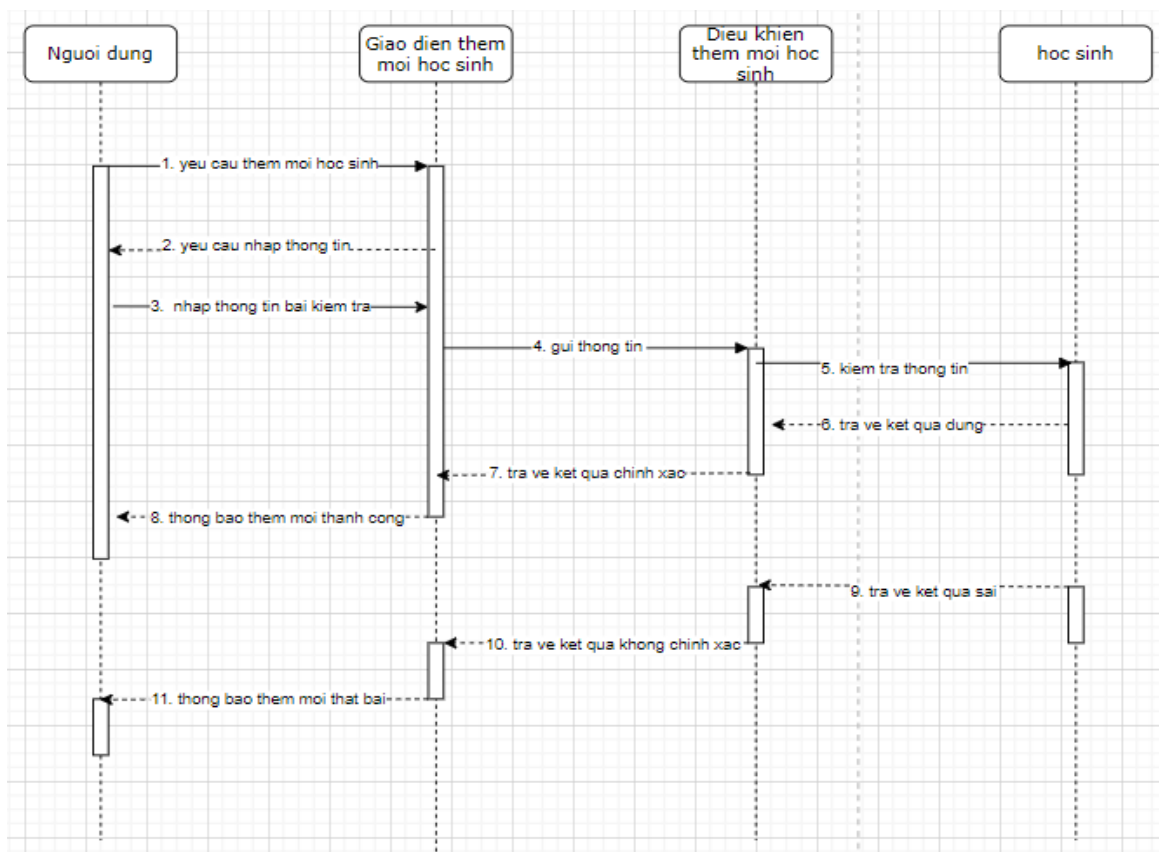 Nguoi dung
Giao dien them
moi hoc sinh
Dieu khien
them moi hoc
sinh
hoc sinh
1. yeu cau them moi hoc sinh
2. yeu cau nhap thong tin
3. nhap thong tin bai kiem tra
4. gui thong tin
5. kiem tra thong tin
6. tra ve ket qua dung
7. tra ve ket qua chinh xac
8. thong bao them moi thanh cong
9. tra ve ket qua sai
10. tra ve ket qua khong chinh xac
11. thong bao them moi that bai